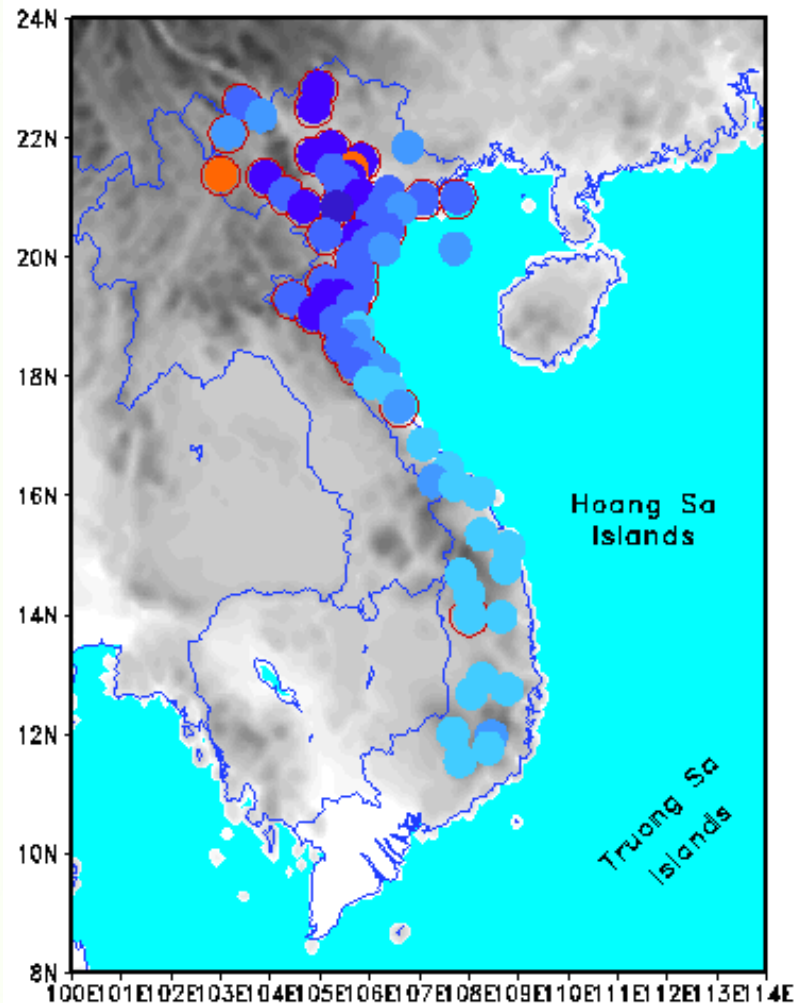 24N
22N
20N
18N
16N
Hoang Sa
Islands
14N
12N
Truong Sa
Islands
10N
8N
100E101E102E103E104E105E106E107E108E109E110E111E112E113E114E